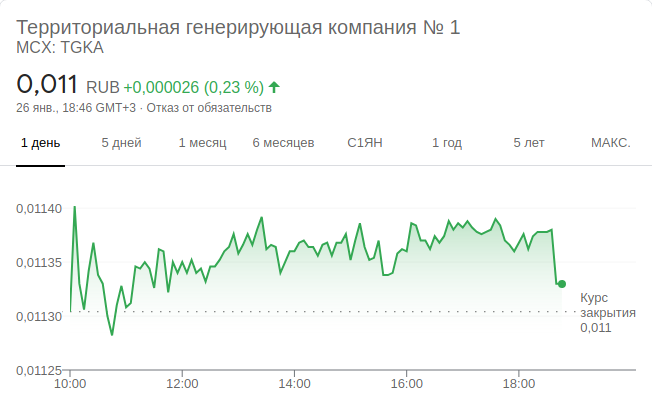 Территориальная генерирующая компания № 1
MCX: TGKA
0,011 RUB +0,000026 (0,23 %)
26 янв., 18:46 GMT+3 · Отказ от обязательств
1 день 5 дней 1 месяц 6 месяцев С1ЯН 1 год 5 лет МАКС.
0,01140
0,01135
0,01130
0,01125
Курс
закрытия
0,011
10:00 12:00 14:00 16:00 18:00